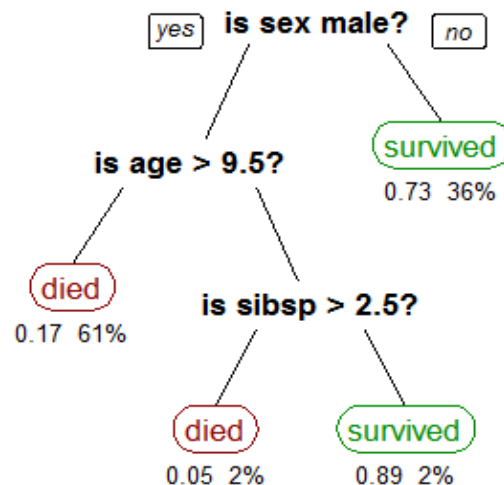 yes is sex male? no
survived
0.73 36%
is age > 9.5?
died
0.17 61%
is sibsp > 2.5?
died survived
0.05 2% 0.89 2%